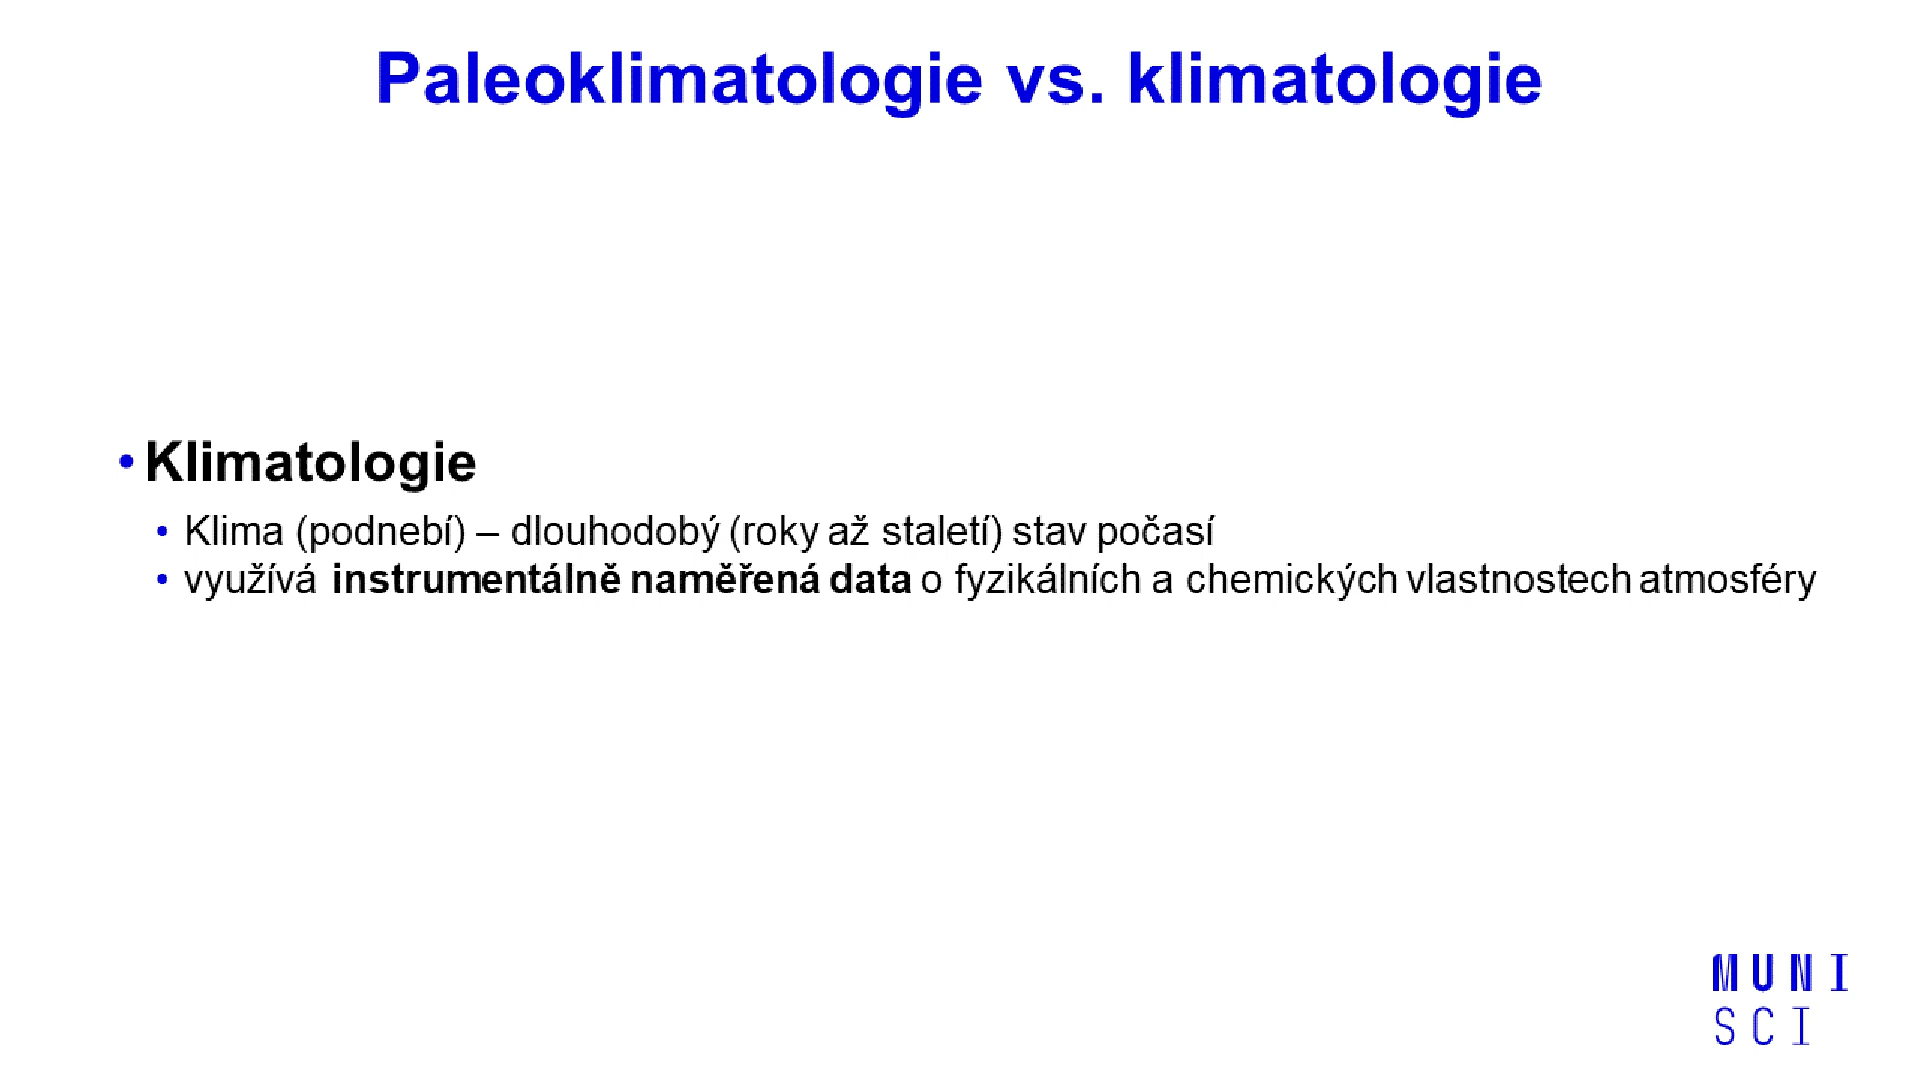 Paleoklimatologie vs. klimatologie
• Klimatologie
• Klima (podnebí) – dlouhodobý (roky až staletí) stav počasí
• využívá instrumentálně naměřená data o fyzikálních a chemických vlastnostech atmosféry
MUNI
SCI